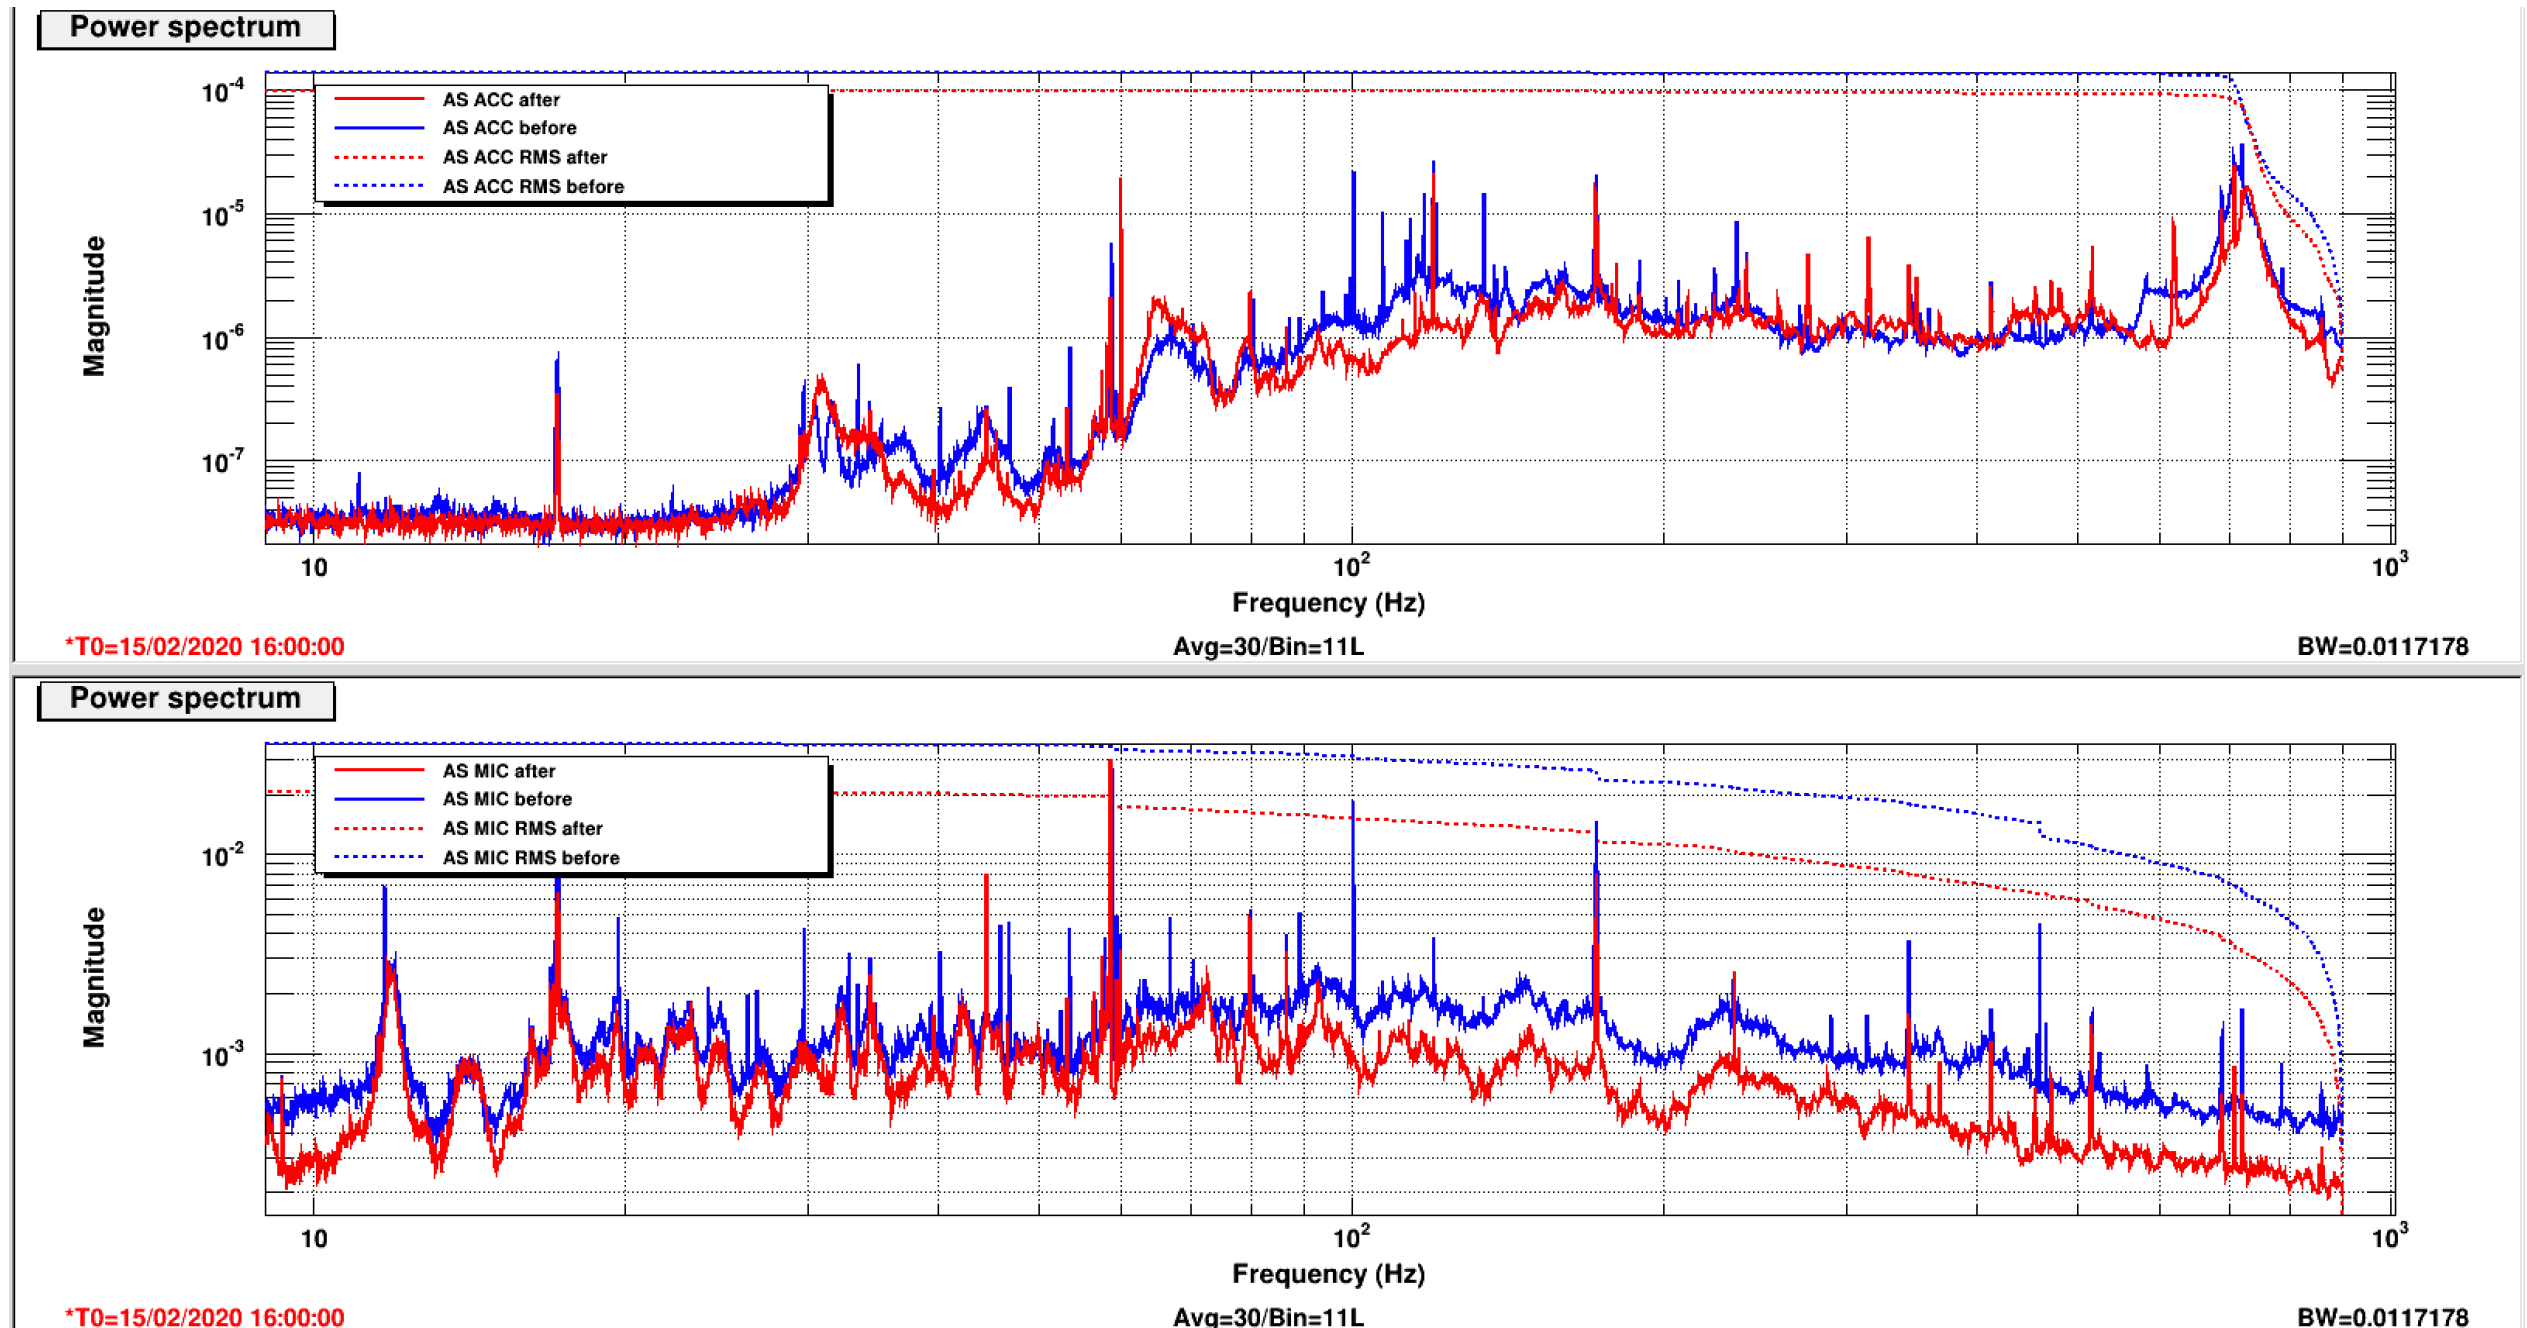 Power spectrum
10^-4
10^-5
10^-6
10^-7
Magnitude
AS ACC after
AS ACC before
AS ACC RMS after
AS ACC RMS before
10
10^2
10^3
Frequency (Hz)
*T0=15/02/2020 16:00:00
Avg=30/Bin=11L
BW=0.0117178
Power spectrum
10^-2
10^-3
Magnitude
AS MIC after
AS MIC before
AS MIC RMS after
AS MIC RMS before
10
10^2
10^3
Frequency (Hz)
*T0=15/02/2020 16:00:00
Avg=30/Bin=11L
BW=0.0117178